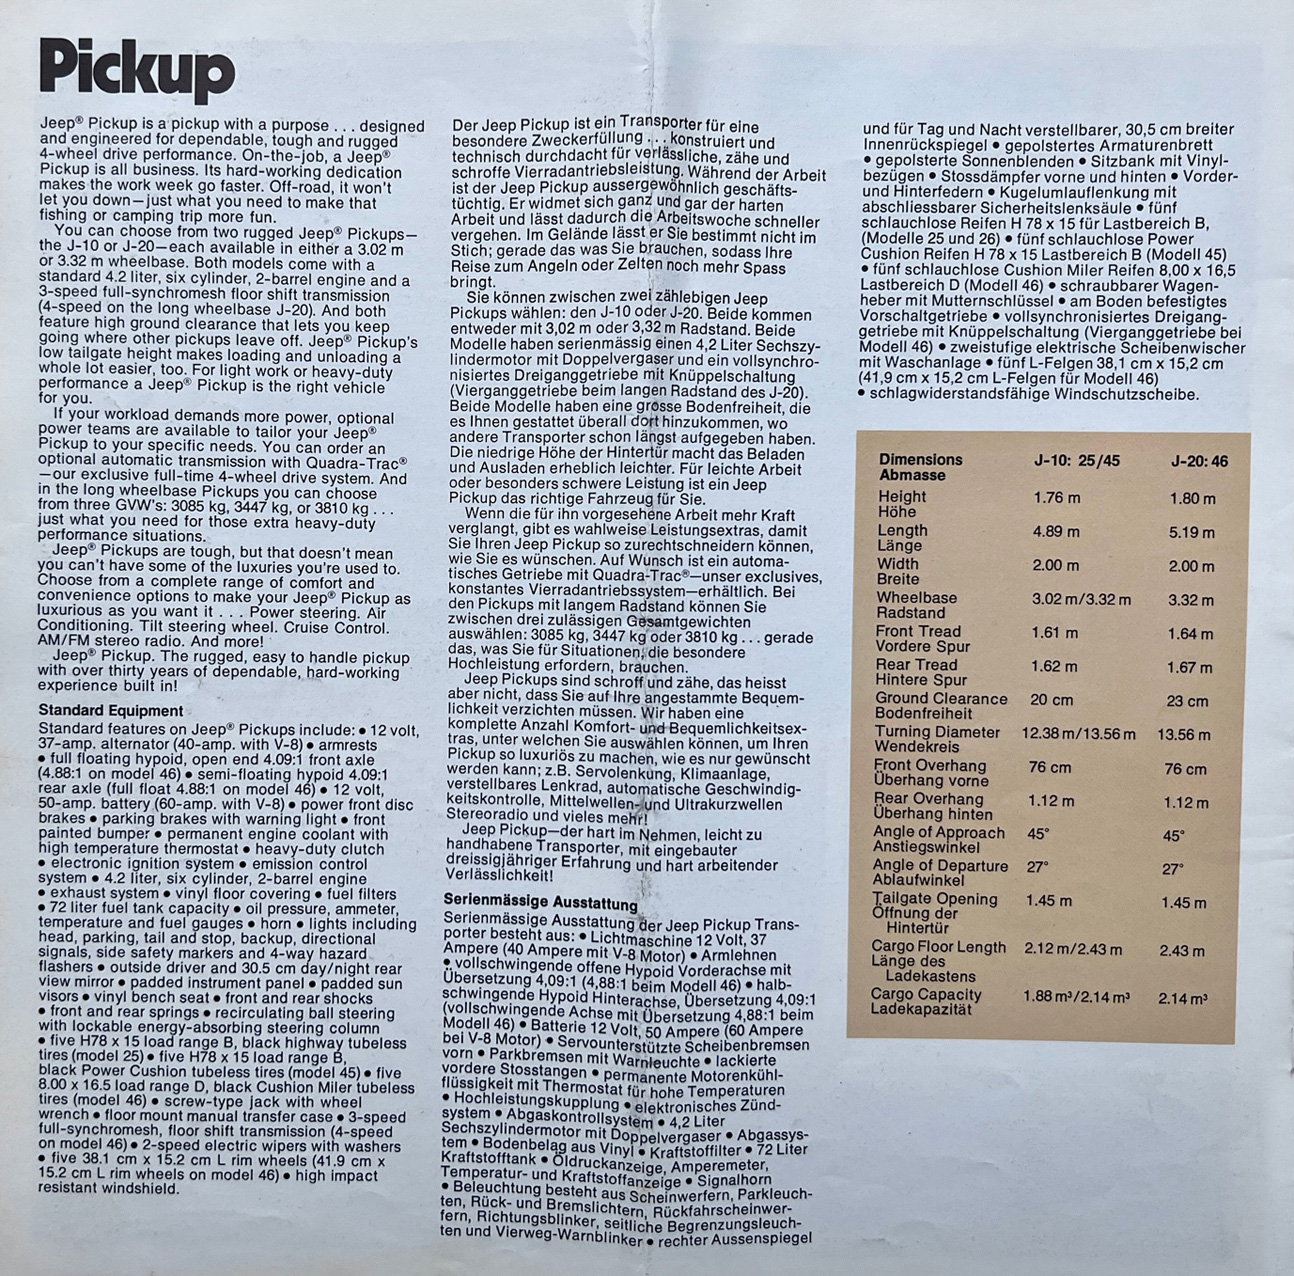 Pickup
Jeep® Pickup is a pickup with a purpose . . . designed
and engineered for dependable, tough and rugged
4-wheel drive performance. On-the-job, a Jeep®
Pickup is all business. Its hard-working dedication
makes the work week go faster. Off-road, it won't
let you down—just what you need to make that
fishing or camping trip more fun.
You can choose from two rugged Jeep® Pickups—
the J-10 or J-20—each available in either a 3.02 m
or 3.32 m wheelbase. Both models come with a
standard 4.2 liter, six cylinder, 2-barrel engine and a
3-speed full-synchromesh floor shift transmission
(4-speed on the long wheelbase J-20). And both
feature high ground clearance that lets you keep
going where other pickups leave off. Jeep® Pickup's
low tailgate height makes loading and unloading a
whole lot easier, too. For light work or heavy-duty
performance a Jeep® Pickup is the right vehicle
for you.
If your workload demands more power, optional
power teams are available to tailor your Jeep®
Pickup to your specific needs. You can order an
optional automatic transmission with Quadra-Trac®
—our exclusive full-time 4-wheel drive system. And
in the long wheelbase Pickups you can choose
from three GVW's: 3085 kg, 3447 kg, or 3810 kg . . .
just what you need for those extra heavy-duty
performance situations.
Jeep® Pickups are tough, but that doesn't mean
you can't have some of the luxuries you're used to.
Choose from a complete range of comfort and
convenience options to make your Jeep® Pickup as
luxurious as you want it . . . Power steering. Air
Conditioning. Tilt steering wheel. Cruise Control.
AM/FM stereo radio. And more!
Jeep® Pickup. The rugged, easy to handle pickup
with over thirty years of dependable, hard-working
experience built in!
Standard Equipment
Standard features on Jeep® Pickups include: • 12 volt,
37-amp. alternator (40-amp. with V-8) • armrests
• full floating hypoid, open end 4.09:1 front axle
(4.88:1 on model 46) • semi-floating hypoid 4.09:1
rear axle (full float 4.88:1 on model 46) • 12 volt,
50-amp. battery (60-amp. with V-8) • power front disc
brakes • parking brakes with warning light • front
painted bumper • permanent engine coolant with
high temperature thermostat • heavy-duty clutch
• electronic ignition system • emission control
system • 4.2 liter, six cylinder, 2-barrel engine
• exhaust system • vinyl floor covering • fuel filters
• 72 liter fuel tank capacity • oil pressure, ammeter,
temperature and fuel gauges • horn • lights including
head, parking, tail and stop, backup, directional
signals, side safety markers and 4-way hazard
flashers • outside driver and 30.5 cm day/night rear
view mirror • padded instrument panel • padded sun
visors • vinyl bench seat • front and rear shocks
• front and rear springs • recirculating ball steering
with lockable energy-absorbing steering column
• five H78 x 15 load range B, black highway tubeless
tires (model 25) • five H78 x 15 load range B,
black Power Cushion tubeless tires (model 45) • five
8.00 x 16.5 load range D, black Cushion Miler tubeless
tires (model 46) • screw-type jack with wheel
wrench • floor mount manual transfer case • 3-speed
full-synchromesh, floor shift transmission (4-speed
on model 46) • 2-speed electric wipers with washers
• five 38.1 cm x 15.2 cm L rim wheels (41.9 cm x
15.2 cm L rim wheels on model 46) • high impact
resistant windshield.
Der Jeep Pickup ist ein Transporter für eine
besondere Zweckerfüllung . . . konstruiert und
technisch durchdacht für verlässliche, zähe und
schroffe Vierradantriebsleistung. Während der Arbeit
ist der Jeep Pickup aussergewöhnlich geschäfts-
tüchtig. Er widmet sich ganz und gar der harten
Arbeit und lässt dadurch die Arbeitswoche schneller
vergehen. Im Gelände lässt er Sie bestimmt nicht im
Stich; gerade das was Sie brauchen, sodass Ihre
Reise zum Angeln oder Zelten noch mehr Spass
bringt.
Sie können zwischen zwei zählebigen Jeep
Pickups wählen: den J-10 oder J-20. Beide kommen
entweder mit 3,02 m oder 3,32 m Radstand. Beide
Modelle haben serienmässig einen 4,2 Liter Sechszy-
lindermotor mit Doppelvergaser und ein vollsynchro-
nisiertes Dreiganggetriebe mit Knüppelschaltung
(Vierganggetriebe beim langen Radstand des J-20).
Beide Modelle haben eine grosse Bodenfreiheit, die
es Ihnen gestattet überall dort hinzukommen, wo
andere Transporter schon längst aufgegeben haben.
Die niedrige Höhe der Hintertür macht das Beladen
und Ausladen erheblich leichter. Für leichte Arbeit
oder besonders schwere Leistung ist ein Jeep
Pickup das richtige Fahrzeug für Sie.
Wenn die für ihn vorgesehene Arbeit mehr Kraft
verglangt, gibt es wahlweise Leistungsextras, damit
Sie Ihren Jeep Pickup so zurechtschneidern können,
wie Sie es wünschen. Auf Wunsch ist ein automa-
tisches Getriebe mit Quadra-Trac®—unser exclusives,
konstantes Vierradantriebssystem—erhältlich. Bei
den Pickups mit langem Radstand können Sie
zwischen drei zulässigen Gesamtgewichten
auswählen: 3085 kg, 3447 kg oder 3810 kg . . . gerade
das, was Sie für Situationen, die besondere
Hochleistung erfordern, brauchen.
Jeep Pickups sind schroff und zähe, das heisst
aber nicht, dass Sie auf Ihre angestammte Bequem-
lichkeit verzichten müssen. Wir haben eine
komplette Anzahl Komfort- und Bequemlichkeitsex-
tras, unter welchen Sie auswählen können, um Ihren
Pickup so luxuriös zu machen, wie es nur gewünscht
werden kann; z.B. Servolenkung, Klimaanlage,
verstellbares Lenkrad, automatische Geschwindig-
keitskontrolle, Mittelwellen- und Ultrakurzwellen
Stereoradio und vieles mehr!
Jeep Pickup—der hart im Nehmen, leicht zu
handhabene Transporter, mit eingebauter
dreissigjähriger Erfahrung und hart arbeitender
Verlässlichkeit!
Serienmässige Ausstattung
Serienmässige Ausstattung der Jeep Pickup Trans-
porter besteht aus: • Lichtmaschine 12 Volt, 37
Ampere (40 Ampere mit V-8 Motor) • Armlehnen
• vollschwingende offene Hypoid Vorderachse mit
Übersetzung 4,09:1 (4,88:1 beim Modell 46) • halb-
schwingende Hypoid Hinterachse, Übersetzung 4,09:1
(vollschwingende Achse mit Übersetzung 4,88:1 beim
Modell 46) • Batterie 12 Volt, 50 Ampere (60 Ampere
bei V-8 Motor) • Servounterstützte Scheibenbremsen
vorn • Parkbremsen mit Warnleuchte • lackierte
vordere Stosstangen • permanente Motorenkühl-
flüssigkeit mit Thermostat für hohe Temperaturen
• Hochleistungskupplung • elektronisches Zünd-
system • Abgaskontrollsystem • 4,2 Liter
Sechszylindermotor mit Doppelvergaser • Abgassys-
tem • Bodenbelag aus Vinyl • Kraftstoffilter • 72 Liter
Kraftstofftank • Öldruckanzeige, Amperemeter,
Temperatur- und Kraftstoffanzeige • Signalhorn
• Beleuchtung besteht aus Scheinwerfern, Parkleuch-
ten, Rück- und Bremslichtern, Rückfahrscheinwer-
fern, Richtungsblinker, seitliche Begrenzungsleuch-
ten und Vierweg-Warnblinker • rechter Aussenspiegel
und für Tag und Nacht verstellbarer, 30,5 cm breiter
Innenrückspiegel • gepolstertes Armaturenbrett
• gepolsterte Sonnenblenden • Sitzbank mit Vinyl-
bezügen • Stossdämpfer vorne und hinten • Vorder-
und Hinterfedern • Kugelumlauflenkung mit
abschliessbarer Sicherheitslenksäule • fünf
schlauchlose Reifen H 78 x 15 für Lastbereich B,
(Modelle 25 und 26) • fünf schlauchlose Power
Cushion Reifen H 78 x 15 Lastbereich B (Modell 45)
• fünf schlauchlose Cushion Miler Reifen 8,00 x 16,5
Lastbereich D (Modell 46) • schraubbarer Wagen-
heber mit Mutternschlüssel • am Boden befestigtes
Vorschaltgetriebe • vollsynchronisiertes Dreigang-
getriebe mit Knüppelschaltung (Vierganggetriebe bei
Modell 46) • zweistufige elektrische Scheibenwischer
mit Waschanlage • fünf L-Felgen 38,1 cm x 15,2 cm
(41,9 cm x 15,2 cm L-Felgen für Modell 46)
• schlagwiderstandsfähige Windschutzscheibe.
Dimensions J-10: 25/45 J-20: 46
Abmasse
Height 1.76 m 1.80 m
Höhe
Length 4.89 m 5.19 m
Länge
Width 2.00 m 2.00 m
Breite
Wheelbase 3.02 m/3.32 m 3.32 m
Radstand
Front Tread 1.61 m 1.64 m
Vordere Spur
Rear Tread 1.62 m 1.67 m
Hintere Spur
Ground Clearance 20 cm 23 cm
Bodenfreiheit
Turning Diameter 12.38 m/13.56 m 13.56 m
Wendekreis
Front Overhang 76 cm 76 cm
Überhang vorne
Rear Overhang 1.12 m 1.12 m
Überhang hinten
Angle of Approach 45° 45°
Anstiegswinkel
Angle of Departure 27° 27°
Ablaufwinkel
Tailgate Opening 1.45 m 1.45 m
Öffnung der
Hintertür
Cargo Floor Length 2.12 m/2.43 m 2.43 m
Länge des
Ladekastens
Cargo Capacity 1.88 m³/2.14 m³ 2.14 m³
Ladekapazität